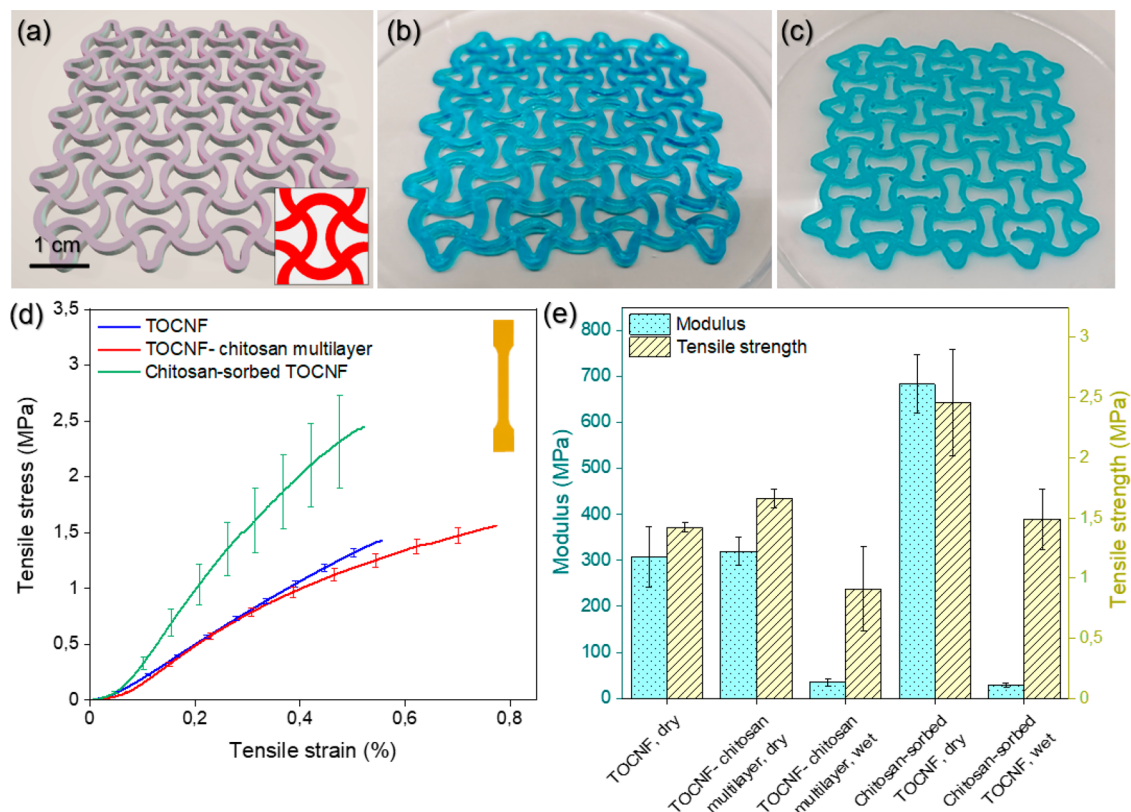 (a)
1 cm
(b)
(c)
(d)
3.5
3
2.5
2
1.5
1
0.5
0
Tensile stress (MPa)
TOCNF
TOCNF- chitosan multilayer
Chitosan-sorbed TOCNF
0
0,2
0,4
0,6
0,8
Tensile strain (%)
(e)
800
700
600
500
400
300
200
100
0
Modulus (MPa)
Modulus
Tensile strength
3
2,5
2
1,5
1
0,5
0
Tensile strength (MPa)
TOCNF, dry
TOCNF- chitosan
multilayer, dry
TOCNF- chitosan
multilayer, wet
Chitosan-sorbed
TOCNF, dry
Chitosan-sorbed
TOCNF, wet